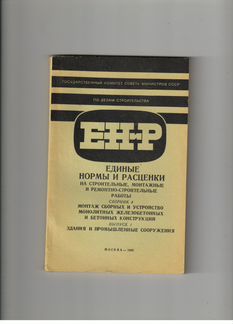 ГОСУДАРСТВЕННЫЙ КОМИТЕТ СОВЕТА МИНИСТРОВ СССР
ПО ДЕЛАМ СТРОИТЕЛЬСТВА
ЕНиР
ЕДИНЫЕ
НОРМЫ И РАСЦЕНКИ
НА СТРОИТЕЛЬНЫЕ, МОНТАЖНЫЕ
И РЕМОНТНО-СТРОИТЕЛЬНЫЕ
РАБОТЫ
СБОРНИК 4
МОНТАЖ СБОРНЫХ И УСТРОЙСТВО
МОНОЛИТНЫХ ЖЕЛЕЗОБЕТОННЫХ
И БЕТОННЫХ КОНСТРУКЦИЙ
ВЫПУСК 1
ЗДАНИЯ И ПРОМЫШЛЕННЫЕ СООРУЖЕНИЯ
МОСКВА —